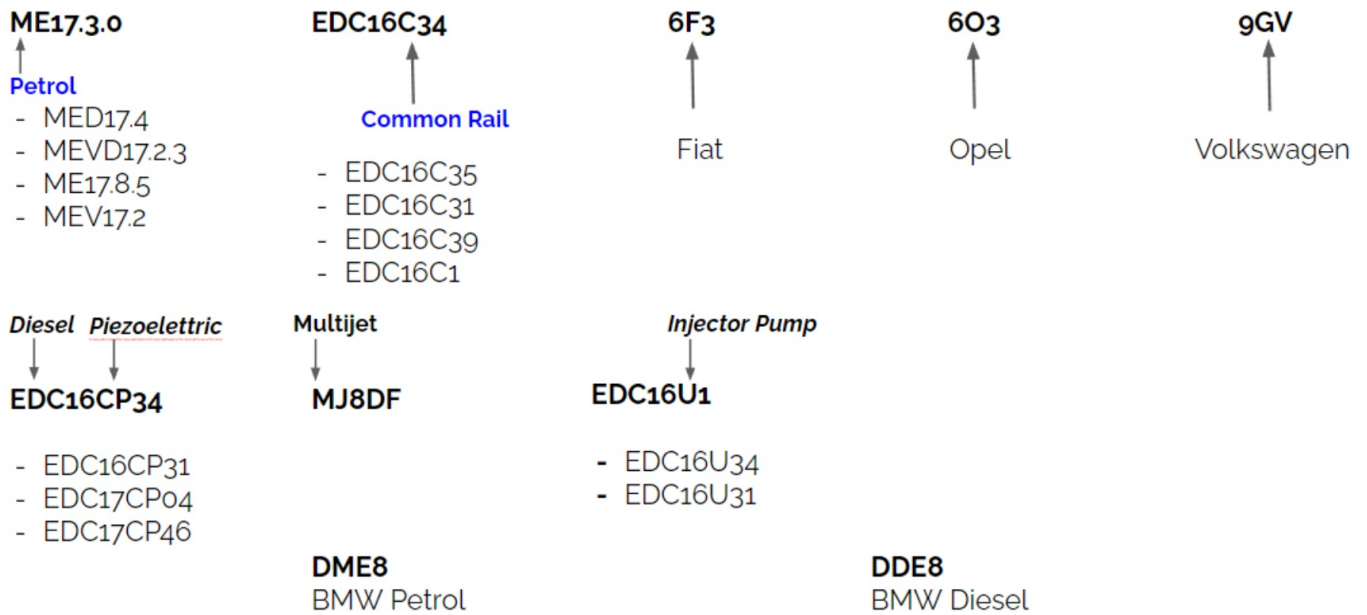 ME17.3.0
Petrol
- MED17.4
- MEVD17.2.3
- ME17.8.5
- MEV17.2
EDC16C34
Common Rail
- EDC16C35
- EDC16C31
- EDC16C39
- EDC16C1
6F3
Fiat
6O3
Opel
9GV
Volkswagen
Diesel Piezoelettric
EDC16CP34
- EDC16CP31
- EDC17CP04
- EDC17CP46
Multijet
MJ8DF
Injector Pump
EDC16U1
- EDC16U34
- EDC16U31
DME8
BMW Petrol
DDE8
BMW Diesel